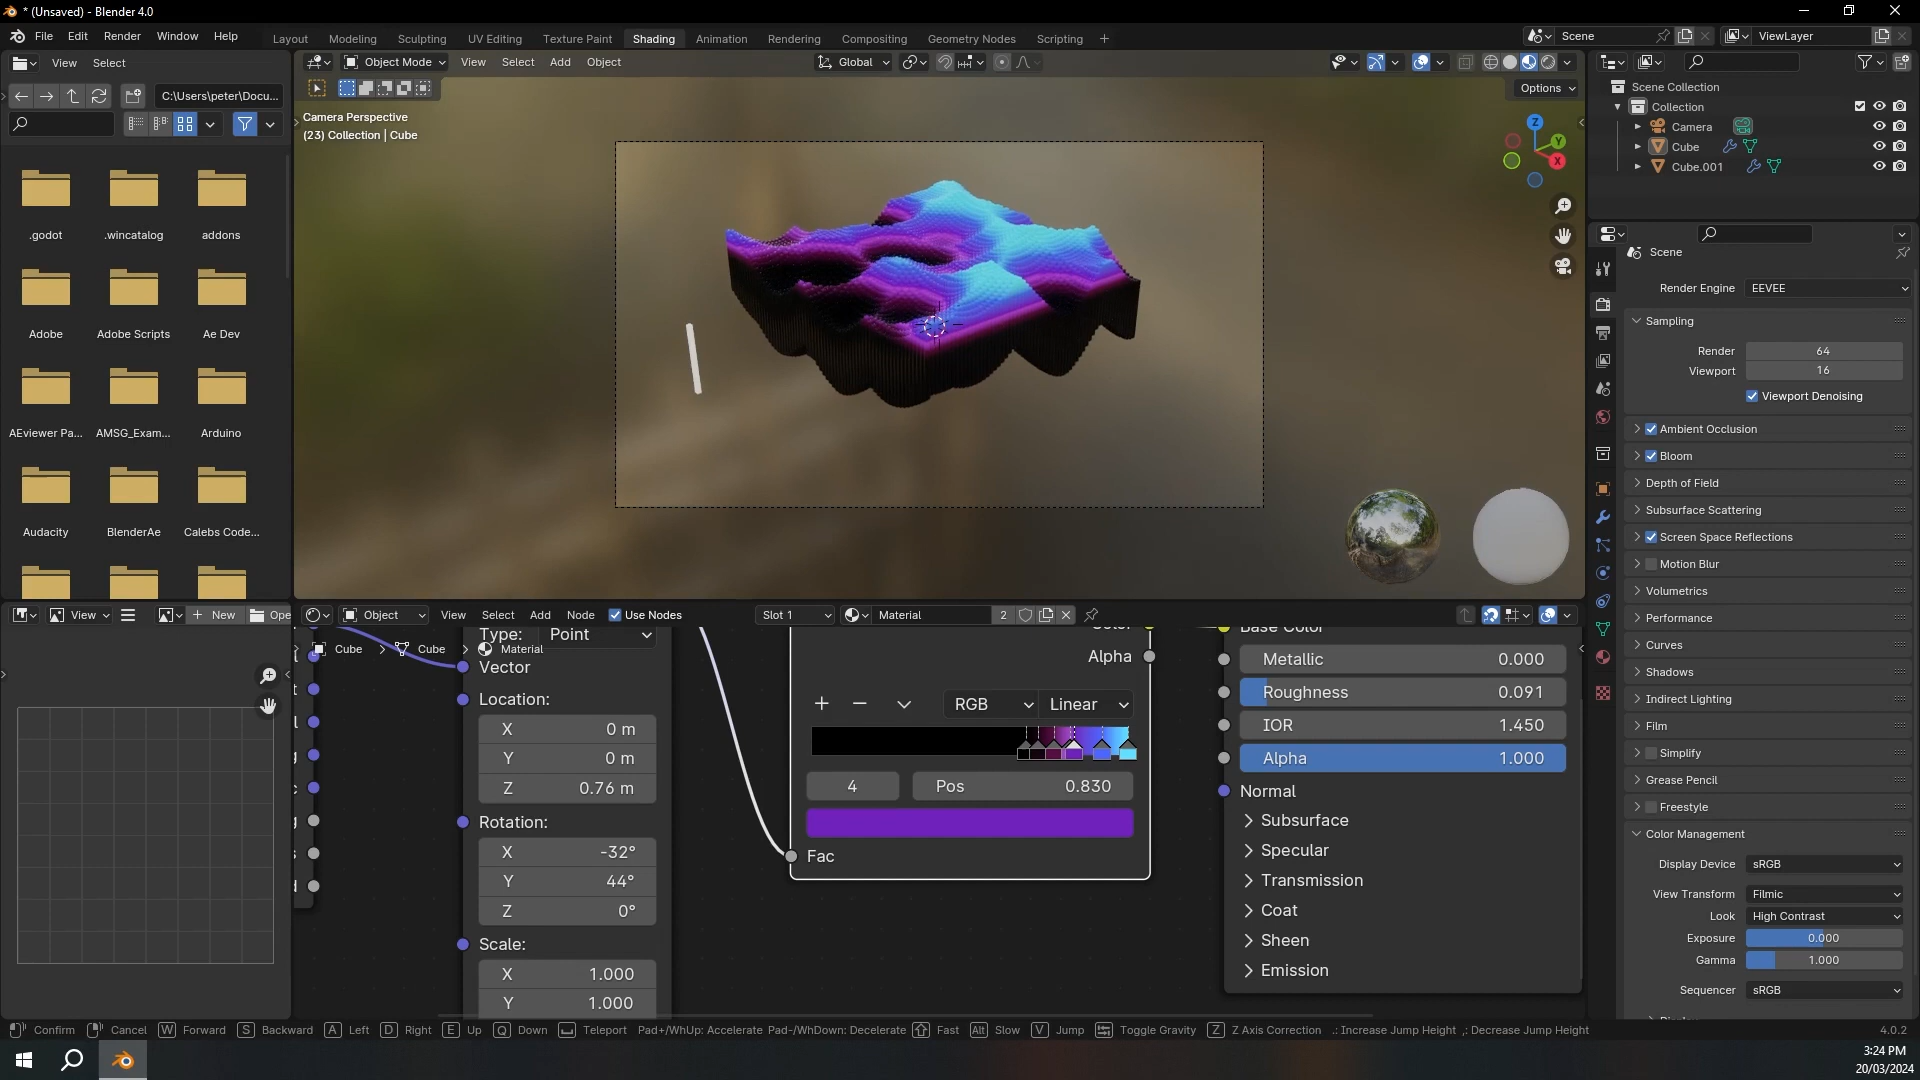 * (Unsaved) - Blender 4.0
File Edit Render Window Help
Layout Modeling Sculpting UV Editing Texture Paint Shading Animation Rendering Compositing Geometry Nodes Scripting +
Scene
ViewLayer
View Select
Object Mode View Select Add Object
Global
Options
C:\Users\peter\Docu...
.godot .wincatalog addons
Adobe Adobe Scripts Ae Dev
AEviewer Pa... AMSG_Exam... Arduino
Audacity BlenderAe Calebs Code...
Camera Perspective
(23) Collection | Cube
Z
Y
X
Scene Collection
Collection
Camera
Cube
Cube.001
Scene
Render Engine EEVEE
Sampling
Render 64
Viewport 16
Viewport Denoising
Ambient Occlusion
Bloom
Depth of Field
Subsurface Scattering
Screen Space Reflections
Motion Blur
Volumetrics
Performance
Curves
Shadows
Indirect Lighting
Film
Simplify
Grease Pencil
Freestyle
Color Management
Display Device sRGB
View Transform Filmic
Look High Contrast
Exposure 0.000
Gamma 1.000
Sequencer sRGB
View New Ope
Object View Select Add Node Use Nodes Slot 1 Material 2
Cube > Cube > Material
Type: Point
Vector
Location:
X 0 m
Y 0 m
Z 0.76 m
Rotation:
X -32°
Y 44°
Z 0°
Scale:
X 1.000
Y 1.000
Color
Alpha
RGB Linear
4 Pos 0.830
Fac
Base Color
Metallic 0.000
Roughness 0.091
IOR 1.450
Alpha 1.000
Normal
Subsurface
Specular
Transmission
Coat
Sheen
Emission
Confirm Cancel W Forward S Backward A Left D Right E Up Q Down Teleport Pad+/WhUp: Accelerate Pad-/WhDown: Decelerate Fast Alt Slow V Jump Toggle Gravity Z Z Axis Correction .: Increase Jump Height ,: Decrease Jump Height
4.0.2
3:24 PM
20/03/2024